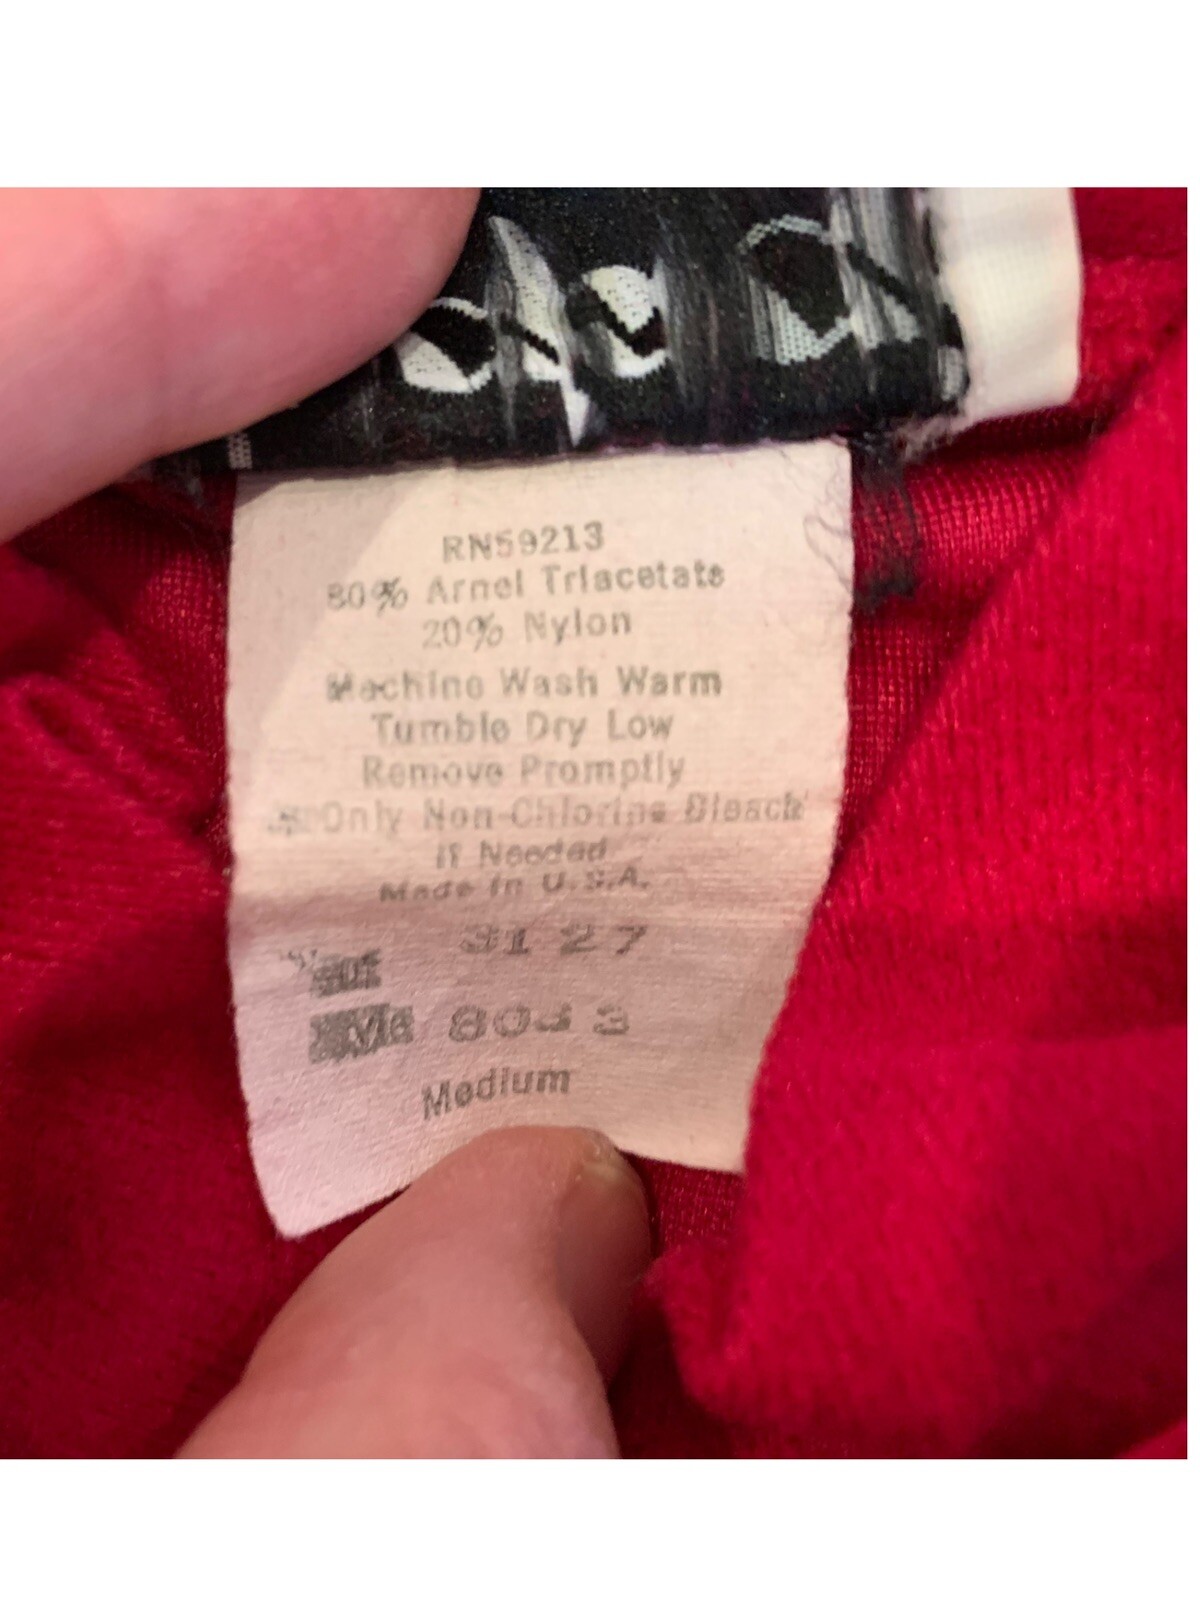 RN59213
80% Arnel Triacetate
20% Nylon
Machine Wash Warm
Tumble Dry Low
Remove Promptly
Only Non-Chlorine Bleach
If Needed
Made in U.S.A.
3127
Medium